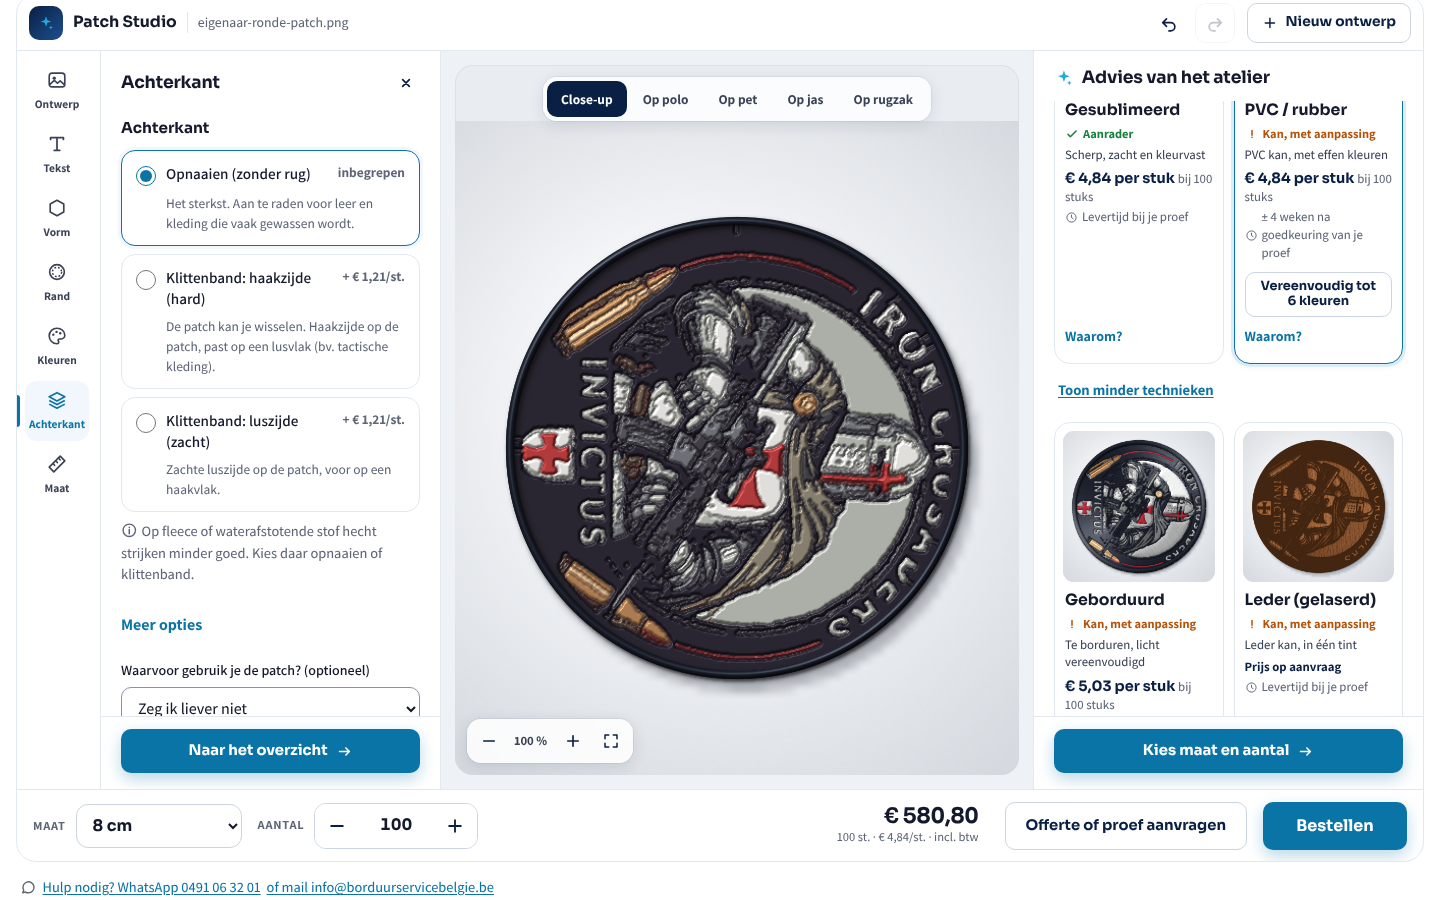 Patch Studio
eigenaar-ronde-patch.png
Nieuw ontwerp
Ontwerp
Tekst
Vorm
Rand
Kleuren
Achterkant
Maat
Achterkant
Achterkant
Opnaaien (zonder rug)
inbegrepen
Het sterkst. Aan te raden voor leer en
kleding die vaak gewassen wordt.
Klittenband: haakzijde
(hard)
+ € 1,21/st.
De patch kan je wisselen. Haakzijde op de
patch, past op een lusvlak (bv. tactische
kleding).
Klittenband: luszijde
(zacht)
+ € 1,21/st.
Zachte luszijde op de patch, voor op een
haakvlak.
Op fleece of waterafstotende stof hecht
strijken minder goed. Kies daar opnaaien of
klittenband.
Meer opties
Waarvoor gebruik je de patch? (optioneel)
Zeg ik liever niet
Naar het overzicht →
Close-up
Op polo
Op pet
Op jas
Op rugzak
IRON CRUSADERS
INVICTUS
100 %
Advies van het atelier
Gesublimeerd
Aanrader
Scherp, zacht en kleurvast
€ 4,84 per stuk bij 100
stuks
Levertijd bij je proef
Waarom?
PVC / rubber
! Kan, met aanpassing
PVC kan, met effen kleuren
€ 4,84 per stuk bij 100
stuks
± 4 weken na
goedkeuring van je
proef
Vereenvoudig tot
6 kleuren
Waarom?
Toon minder technieken
IRON CRUSADERS
INVICTUS
Geborduurd
! Kan, met aanpassing
Te borduren, licht
vereenvoudigd
€ 5,03 per stuk bij
100 stuks
IRON CRUSADERS
INVICTUS
Leder (gelaserd)
! Kan, met aanpassing
Leder kan, in één tint
Prijs op aanvraag
Levertijd bij je proef
Kies maat en aantal →
MAAT
8 cm
AANTAL
100
€ 580,80
100 st. · € 4,84/st. · incl. btw
Offerte of proef aanvragen
Bestellen
Hulp nodig? WhatsApp 0491 06 32 01 of mail info@borduurservicebelgie.be